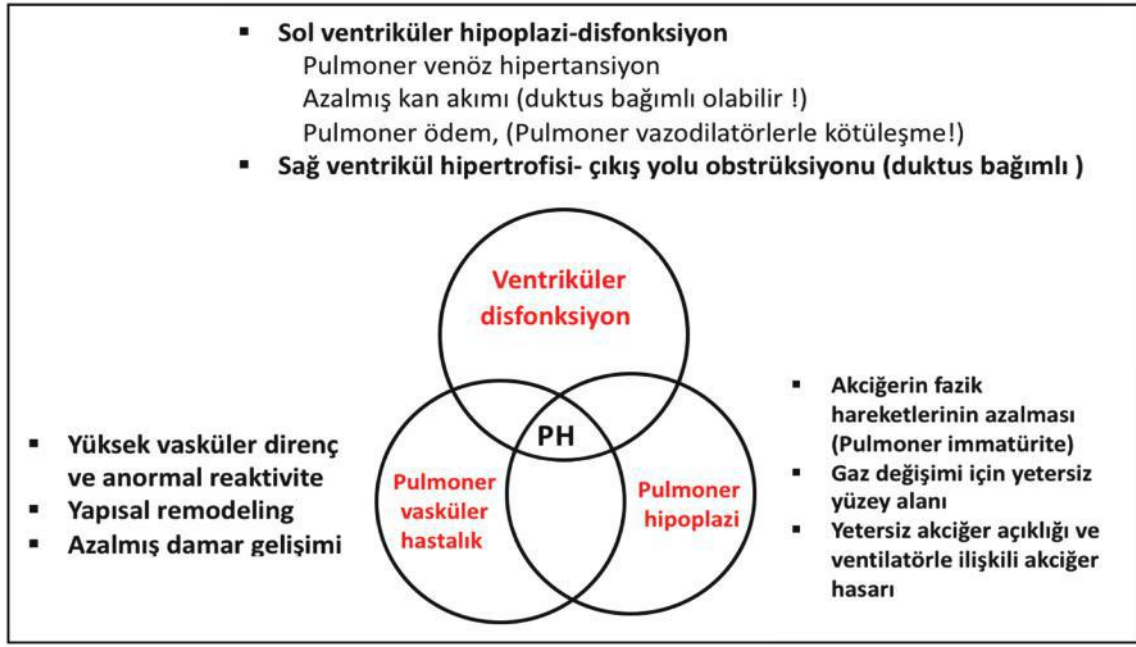 ▪ Sol ventriküler hipoplazi-disfonksiyon
Pulmoner venöz hipertansiyon
Azalmış kan akımı (duktus bağımlı olabilir !)
Pulmoner ödem, (Pulmoner vazodilatörlerle kötüleşme!)
▪ Sağ ventrikül hipertrofisi- çıkış yolu obstrüksiyonu (duktus bağımlı )
Ventriküler
disfonksiyon
PH
Pulmoner
vasküler
hastalık
Pulmoner
hipoplazi
▪ Yüksek vasküler direnç
ve anormal reaktivite
▪ Yapısal remodeling
▪ Azalmış damar gelişimi
▪ Akciğerin fazik
hareketlerinin azalması
(Pulmoner immatürite)
▪ Gaz değişimi için yetersiz
yüzey alanı
▪ Yetersiz akciğer açıklığı ve
ventilatörle ilişkili akciğer
hasarı